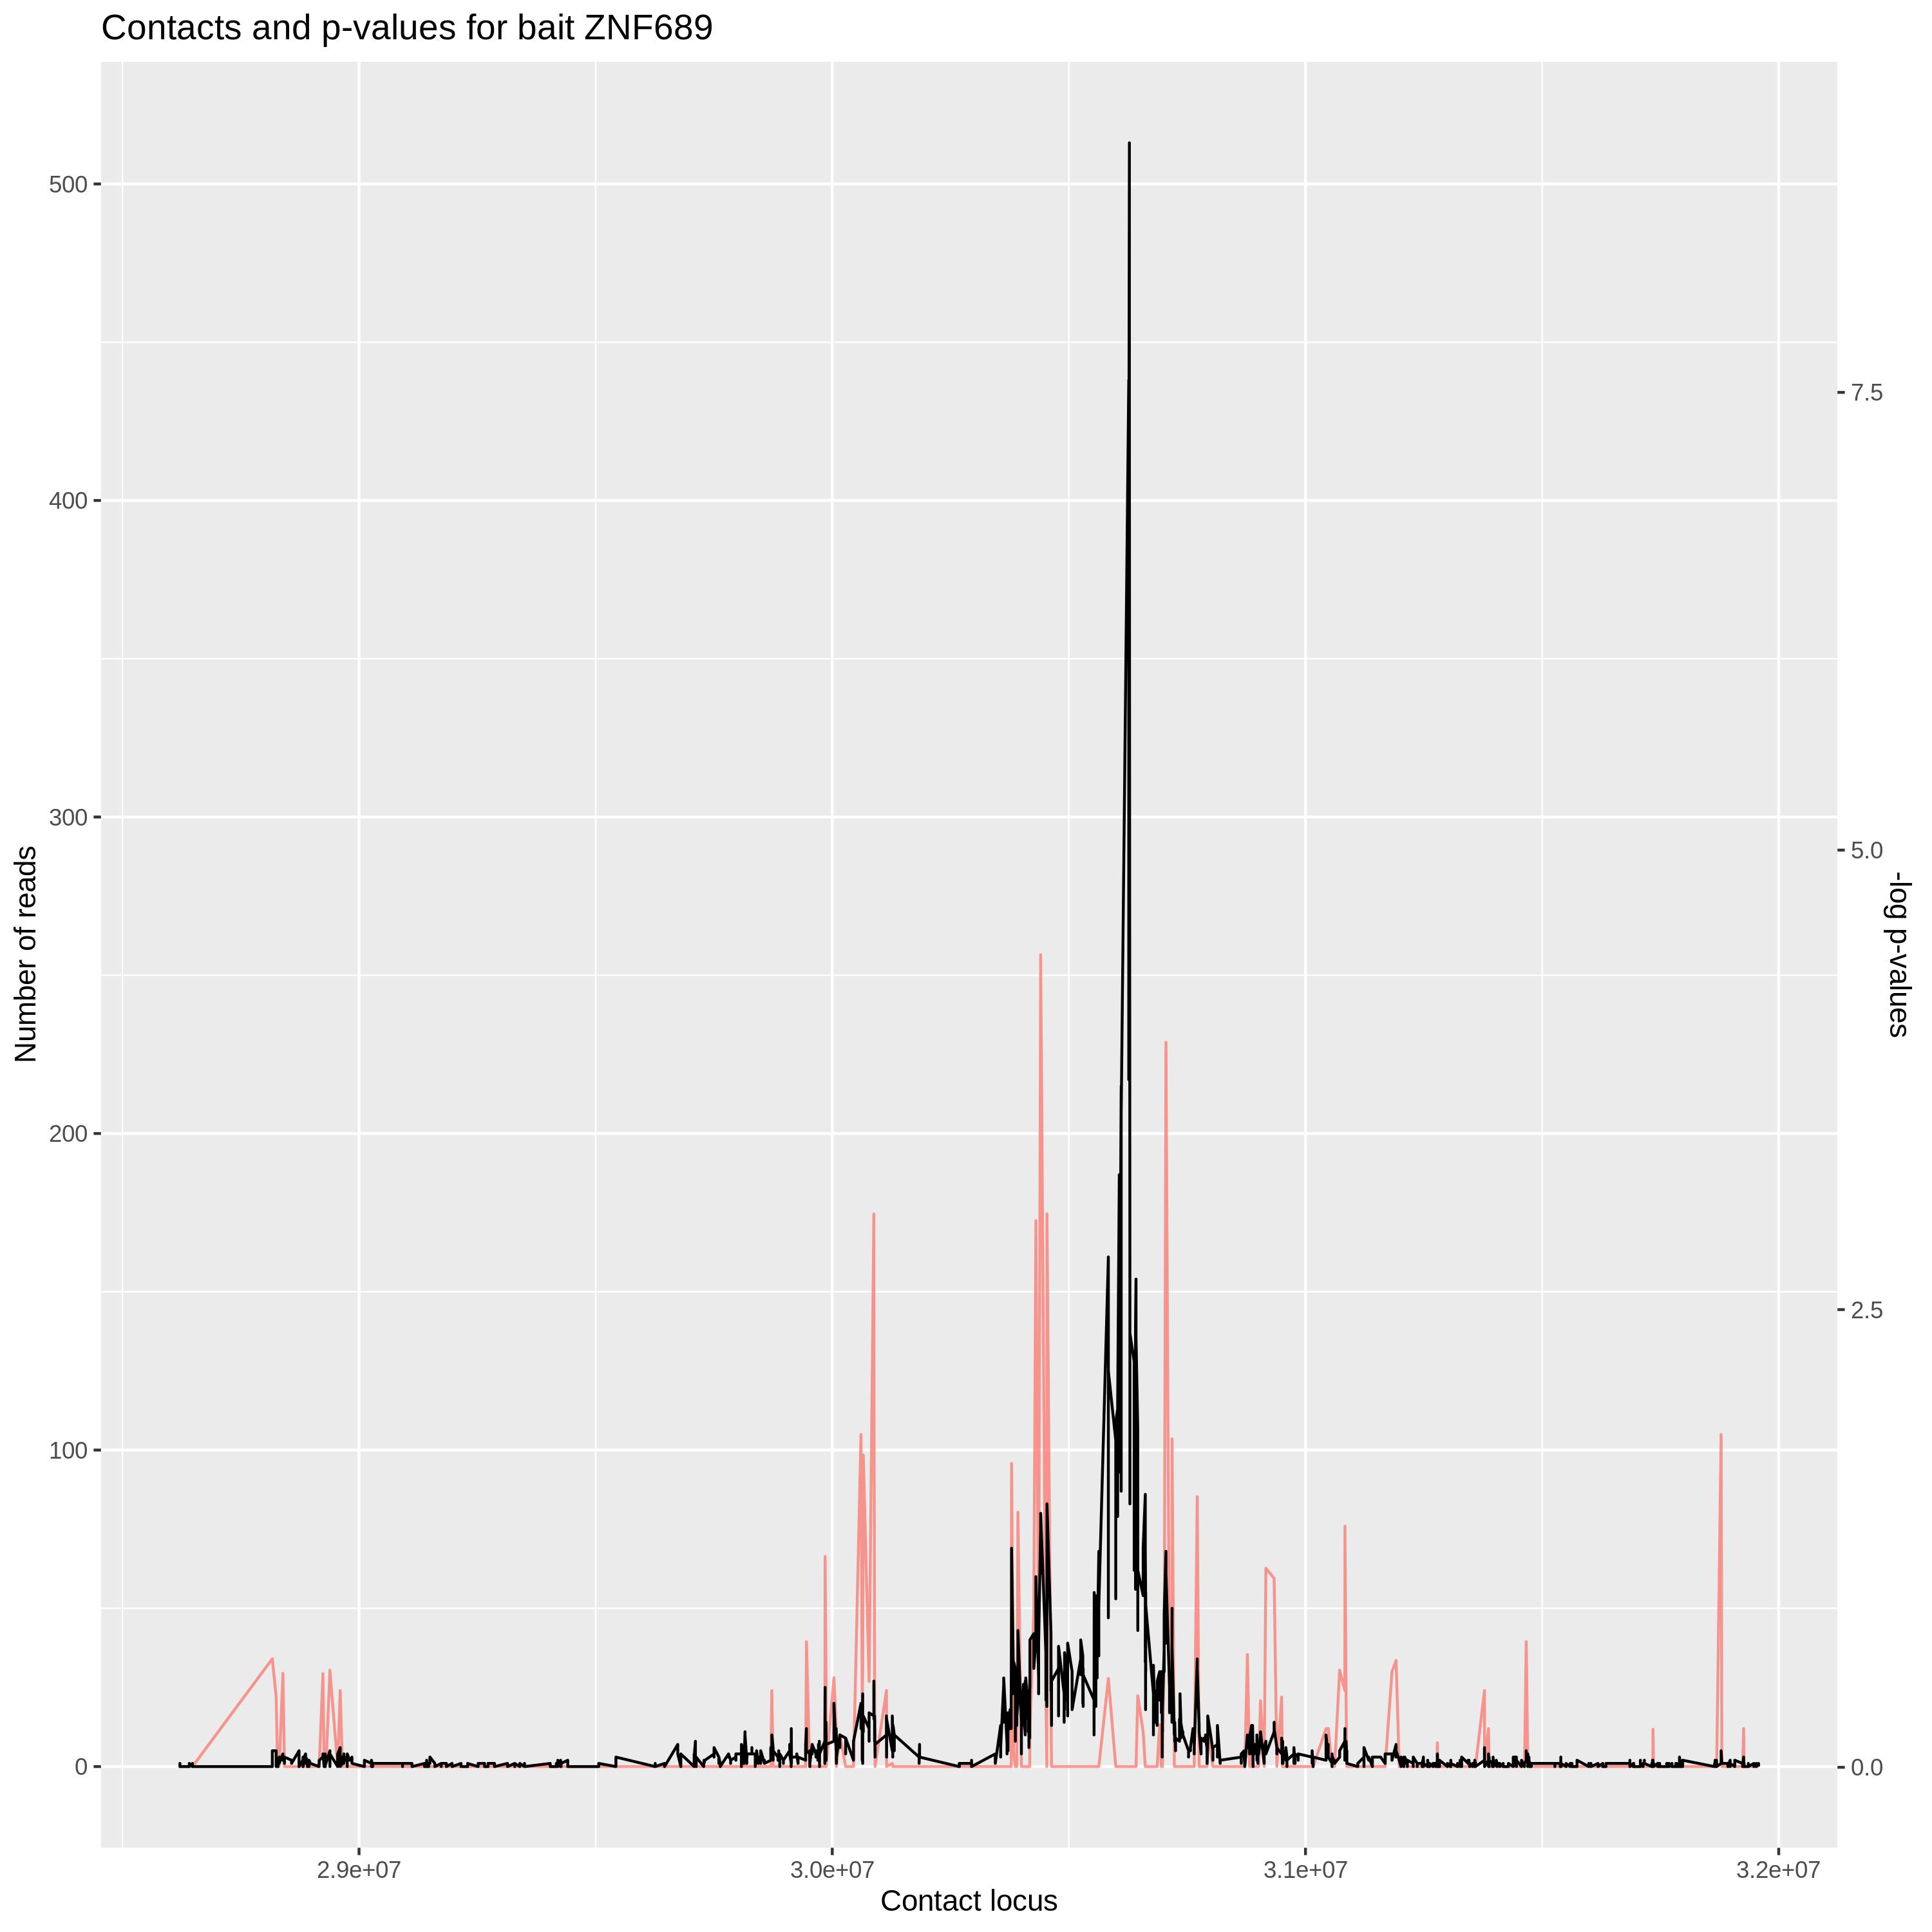 Contacts and p-values for bait ZNF689
500
400
300
200
100
0
Number of reads
7.5
5.0
2.5
0.0
-log p-values
2.9e+07
3.0e+07
3.1e+07
3.2e+07
Contact locus